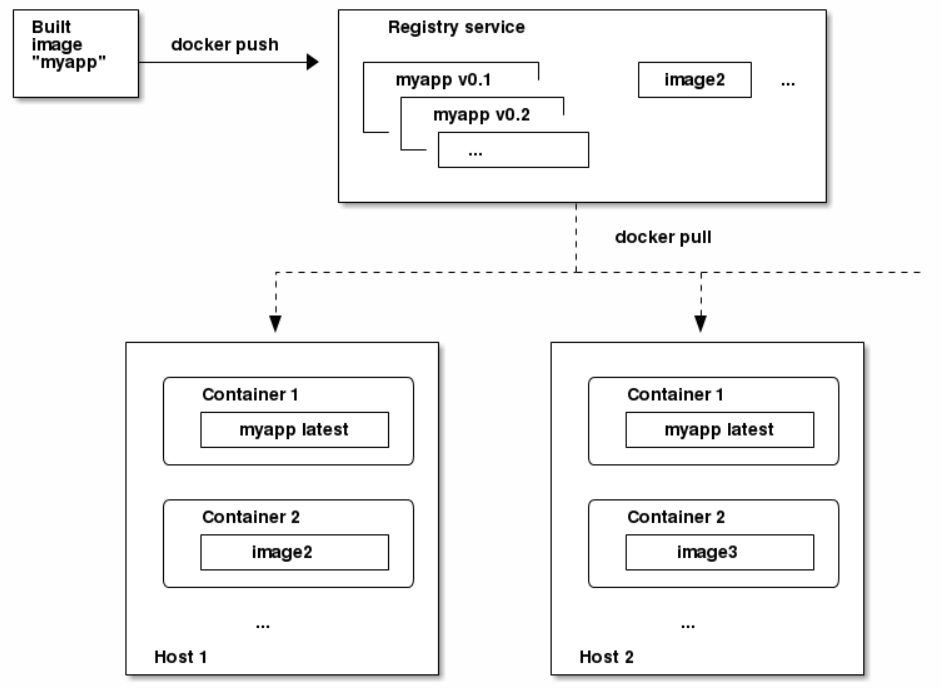 Built
image
"myapp"
docker push
Registry service
myapp v0.1
myapp v0.2
...
image2
...
docker pull
Container 1
myapp latest
Container 2
image2
...
Host 1
Container 1
myapp latest
Container 2
image3
...
Host 2